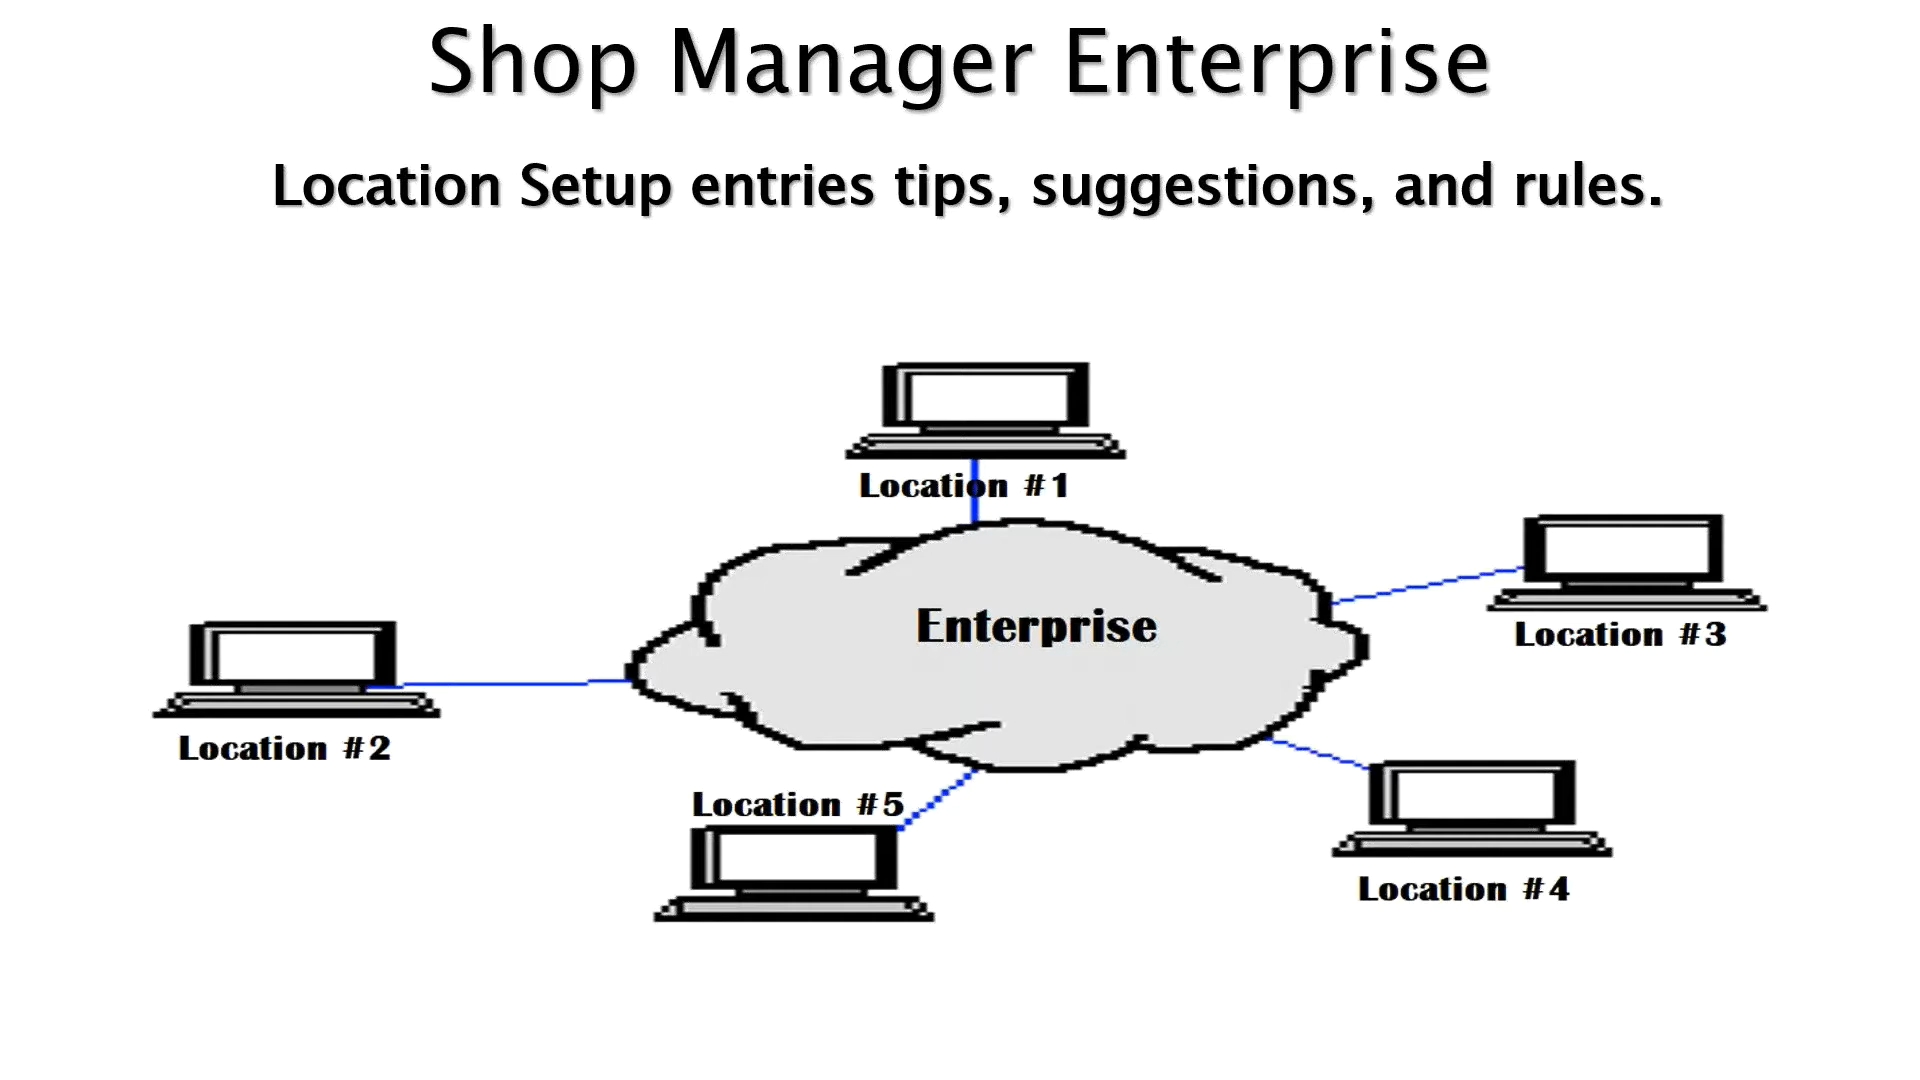 Shop Manager Enterprise
Location Setup entries tips, suggestions, and rules.
Location #1
Enterprise
Location #3
Location #2
Location #5
Location #4